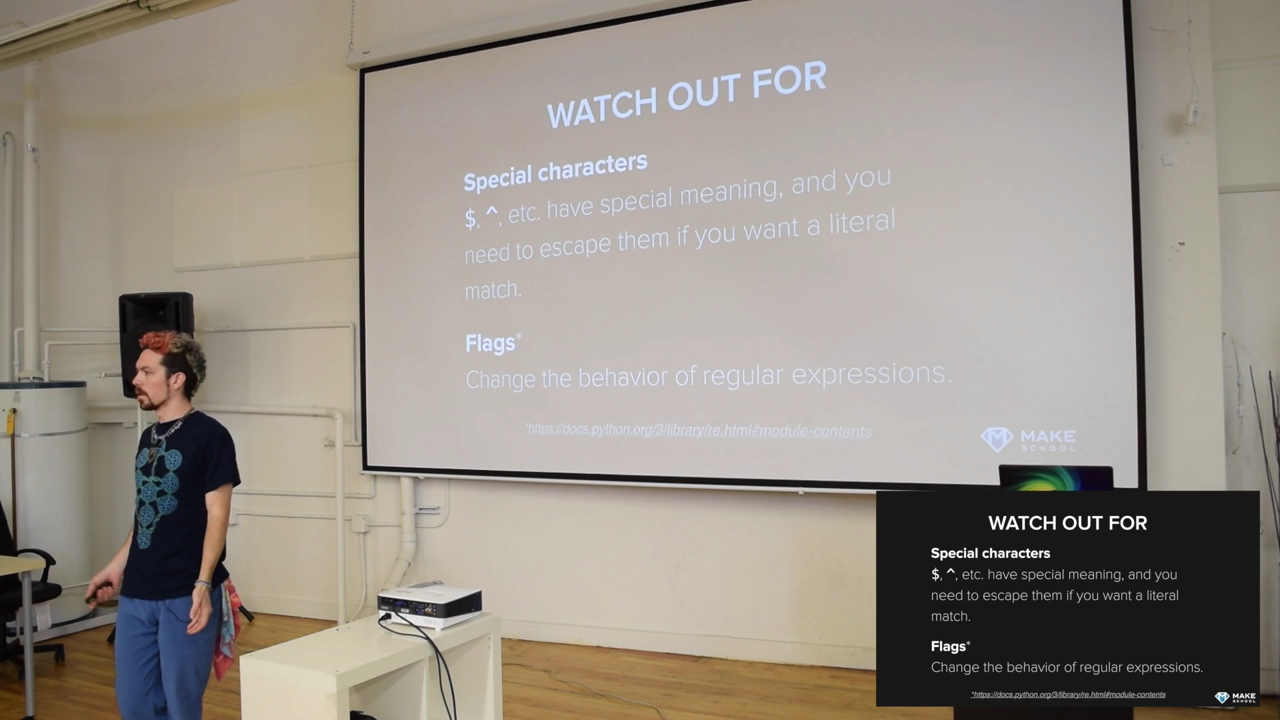 WATCH OUT FOR
Special characters
$, ^, etc. have special meaning, and you
need to escape them if you want a literal
match.
Flags*
Change the behavior of regular expressions.
*https://docs.python.org/3/library/re.html#module-contents
MAKE
SCHOOL
WATCH OUT FOR
Special characters
$, ^, etc. have special meaning, and you
need to escape them if you want a literal
match.
Flags*
Change the behavior of regular expressions.
*https://docs.python.org/3/library/re.html#module-contents
MAKE
SCHOOL